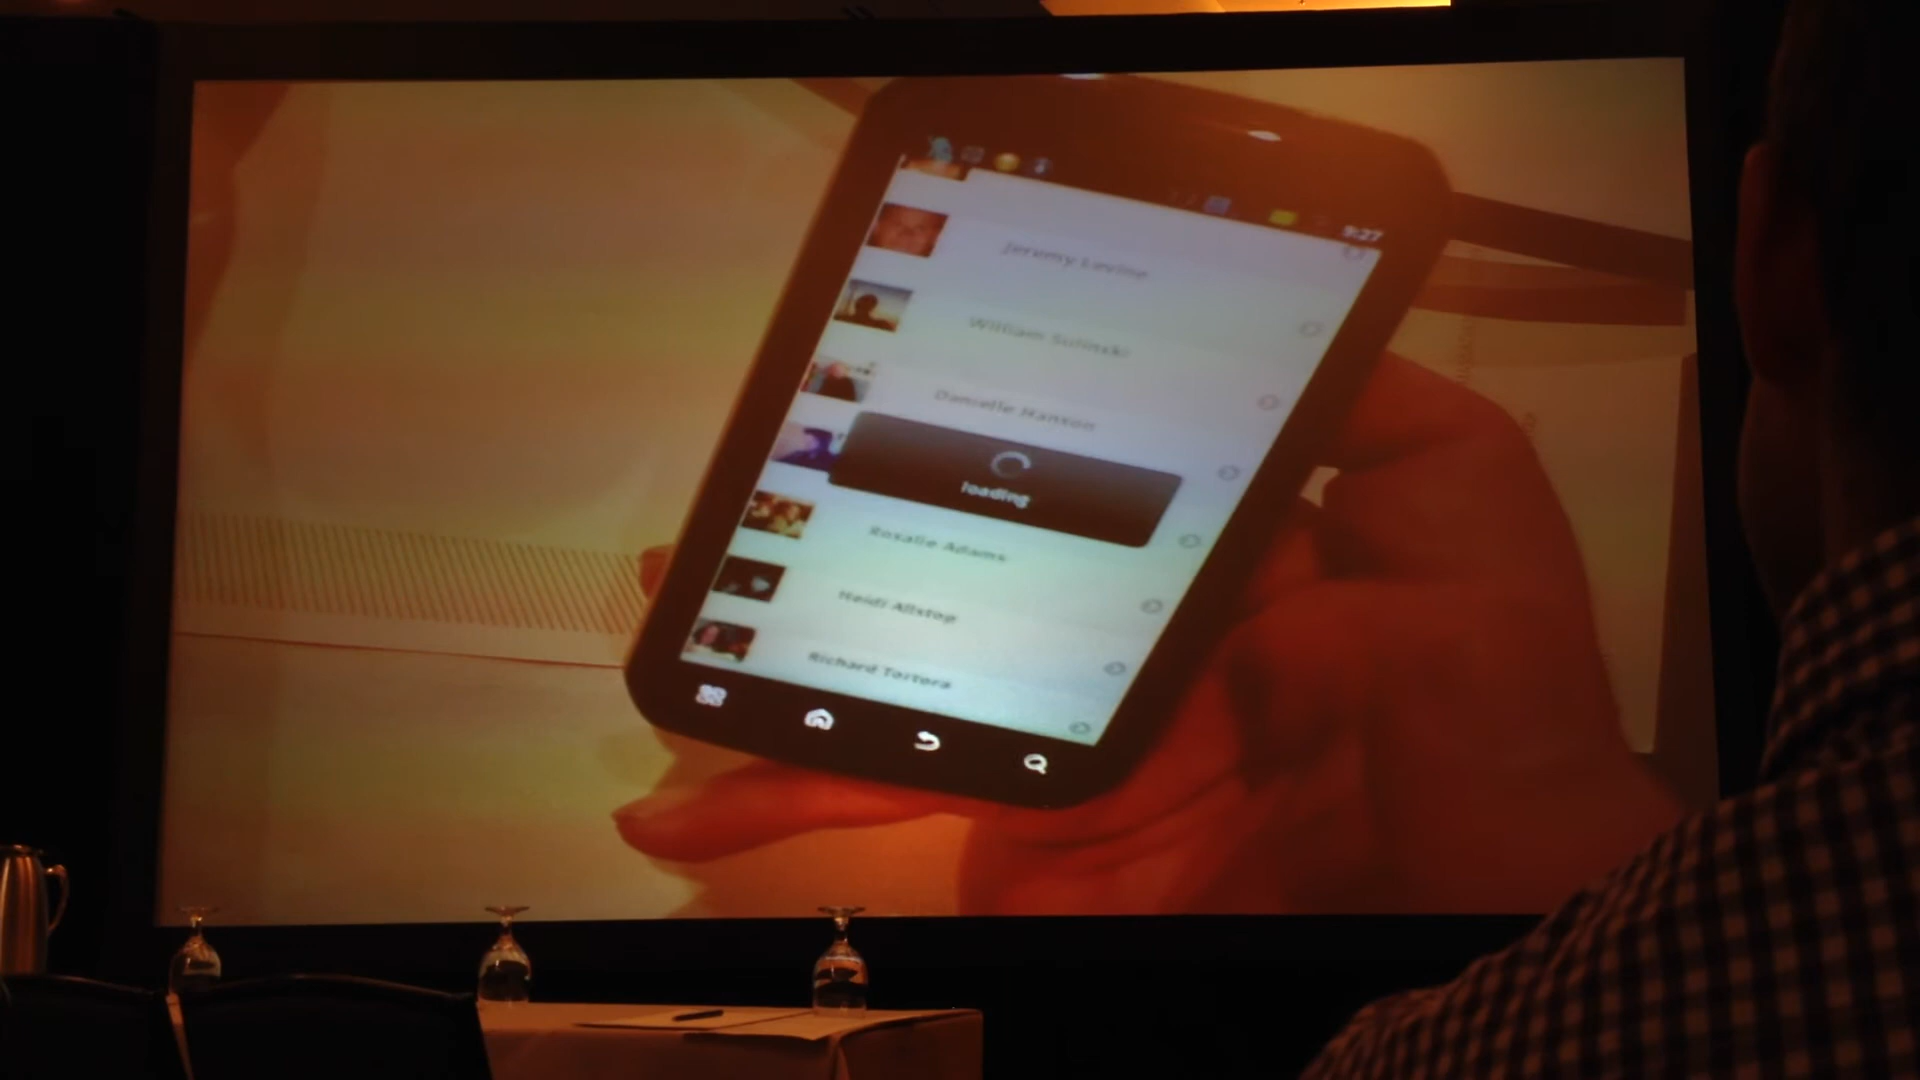 9:27
Jeremy Levine
William Sulinski
Danielle Hanson
loading
Rosalie Adams
Heidi Allstop
Richard Tortora